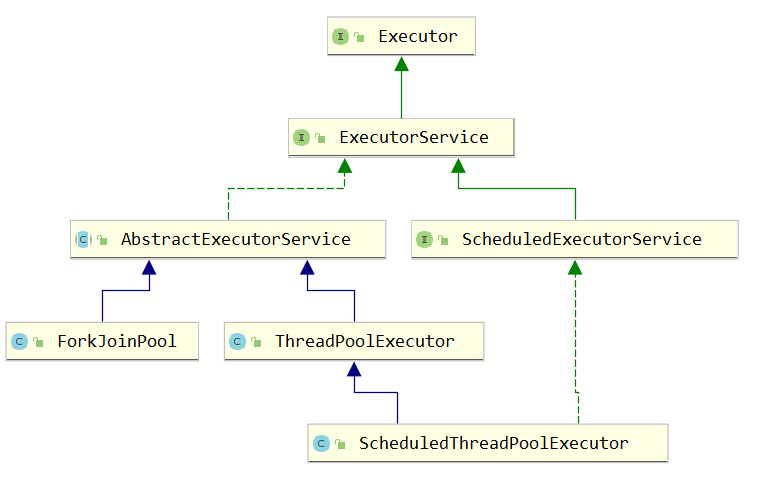 I Executor
I ExecutorService
C AbstractExecutorService
I ScheduledExecutorService
C ForkJoinPool
C ThreadPoolExecutor
C ScheduledThreadPoolExecutor